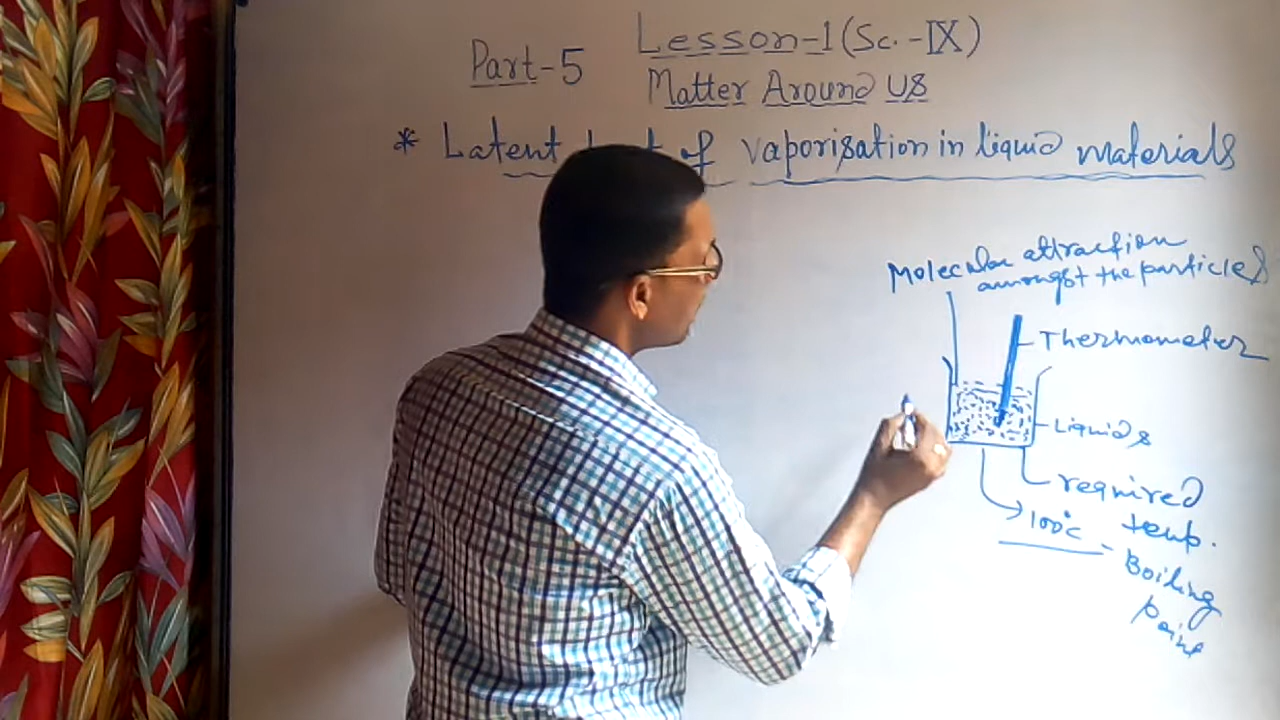 Part-5
Lesson-1 (Sc.-IX)
Matter Around us
* Latent of vaporisation in liquid materials
Molecular attraction
amongst the particles
Thermometer
Liquids
required
temp.
100°C - Boiling
point